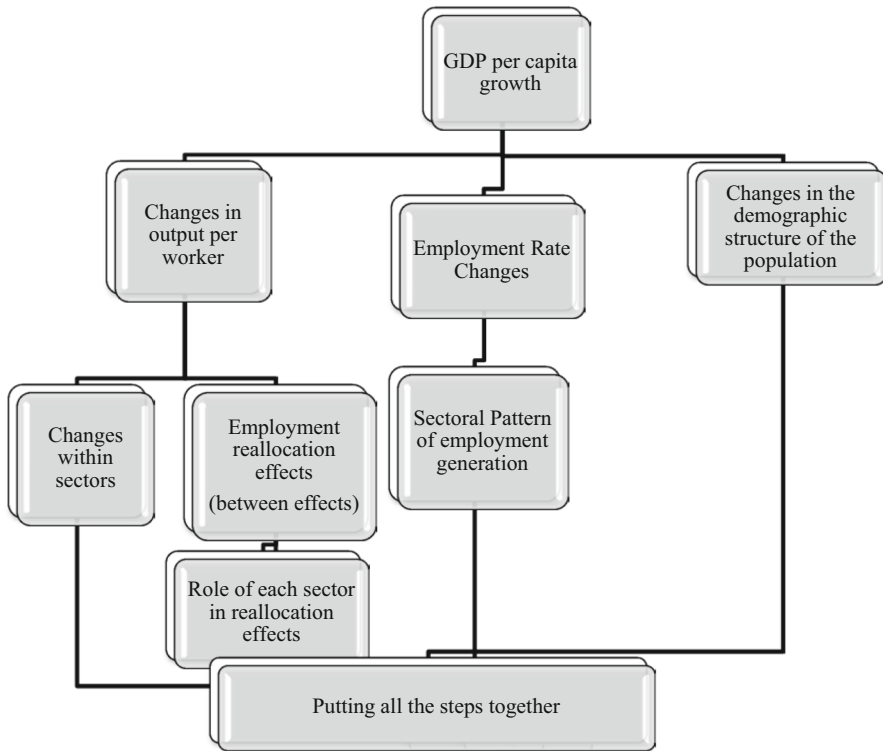 GDP per capita
growth
Changes in
output per
worker
Employment Rate
Changes
Changes in the
demographic
structure of the
population
Changes
within
sectors
Employment
reallocation
effects
(between effects)
Sectoral Pattern
of employment
generation
Role of each sector
in reallocation
effects
Putting all the steps together